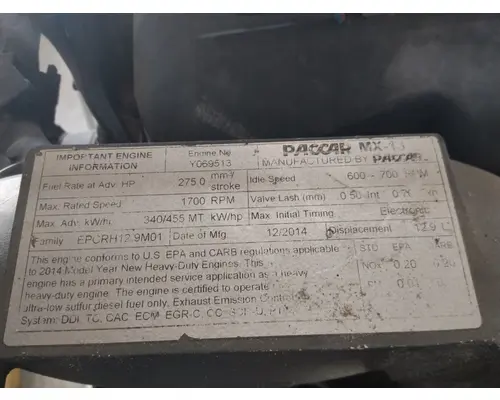 IMPORTANT ENGINE INFORMATION
Engine No. Y069513
PACCAR MX-13
MANUFACTURED BY PACCAR
Fuel Rate at Adv. HP 275.0 mm³/stroke
Idle Speed 600 - 700 RPM
Max. Rated Speed 1700 RPM
Valve Lash (mm) 0.50 Int
Max. Adv. kW/hp 340/455 MT kW/hp
Max. Initial Timing Electronic
Family EPCRH12.9M01
Date of Mfg. 12/2014
Displacement 12.9 L
This engine conforms to U.S. EPA and CARB regulations applicable
to 2014 Model Year New Heavy-Duty Engines. This
engine has a primary intended service application as a heavy
heavy-duty engine. The engine is certified to operate
ultra-low sulfur diesel fuel only. Exhaust Emission Control
System: DDI, TC, CAC, ECM, EGR-C,
STD EPA
NOx 0.20
0.01